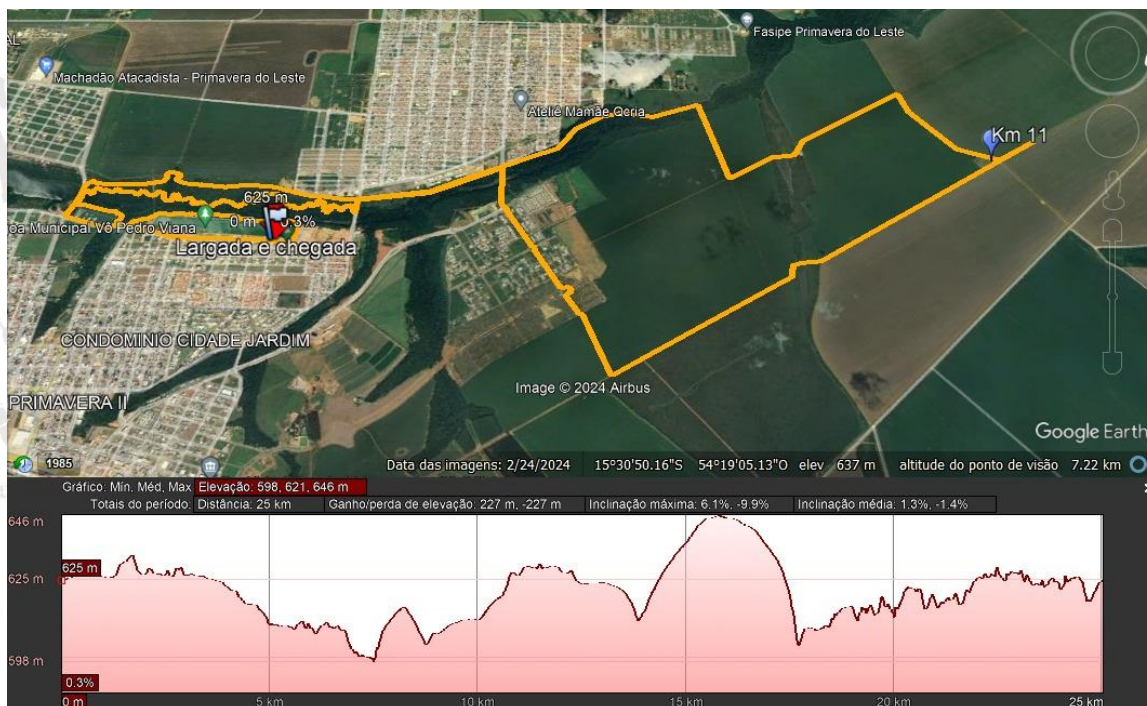 AL
Machadão Atacadista - Primavera do Leste
Fasipe Primavera do Leste
Ateliê Mamãe Qcria
Km 11
625 m
0 m
0.3%
oa Municipal Vô Pedro Viana
Largada e chegada
CONDOMINIO CIDADE JARDIM
PRIMAVERA II
Image © 2024 Airbus
Google Earth
1985
Data das imagens: 2/24/2024 15°30'50.16"S 54°19'05.13"O elev 637 m altitude do ponto de visão 7.22 km
Gráfico: Mín. Méd, Max Elevação: 598, 621, 646 m
Totais do período: Distância: 25 km Ganho/perda de elevação: 227 m, -227 m Inclinação máxima: 6.1%, -9.9% Inclinação média: 1.3%, -1.4%
646 m
625 m
625 m
598 m
0.3%
0 m 5 km 10 km 15 km 20 km 25 km